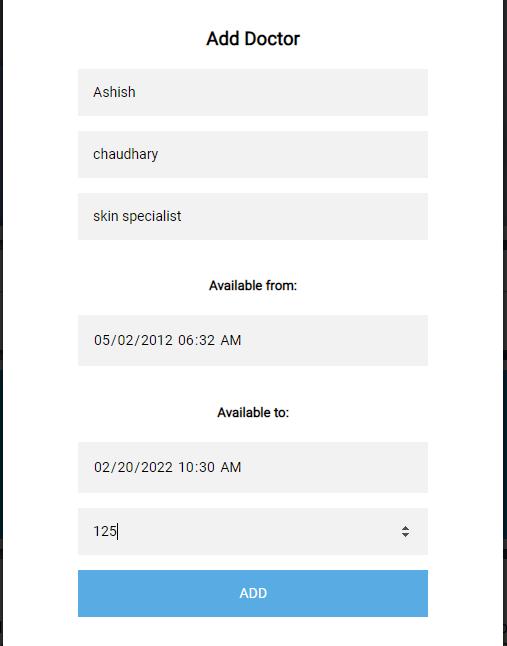 Add Doctor
Ashish
chaudhary
skin specialist
Available from:
05/02/2012 06:32 AM
Available to:
02/20/2022 10:30 AM
125
ADD